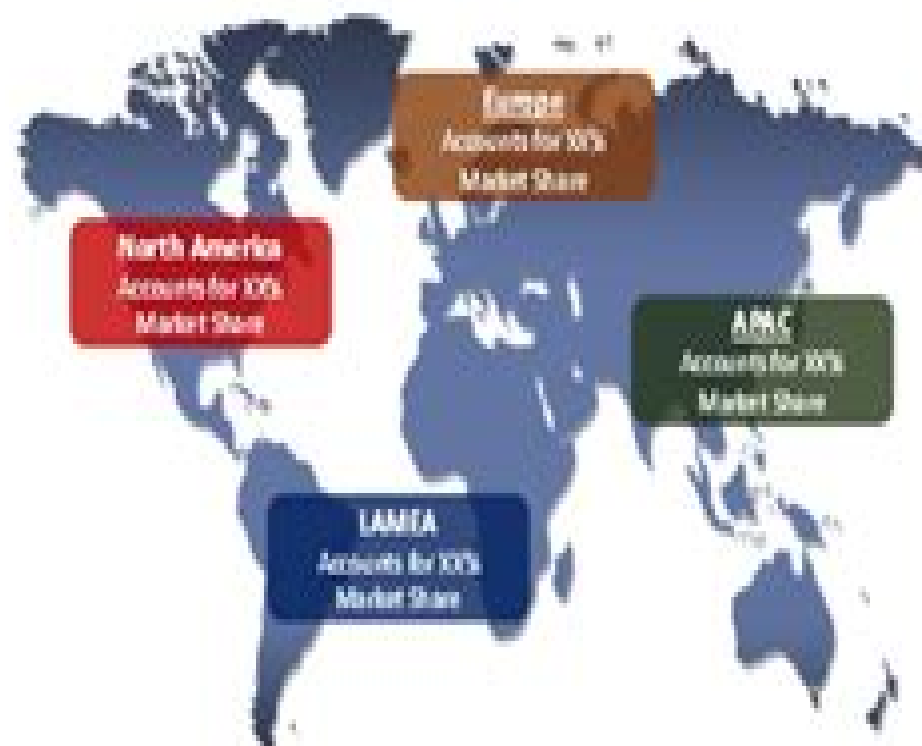 Europe
Accounts for XX%
Market Share
North America
Accounts for XX%
Market Share
APAC
Accounts for XX%
Market Share
LAMEA
Accounts for XX%
Market Share